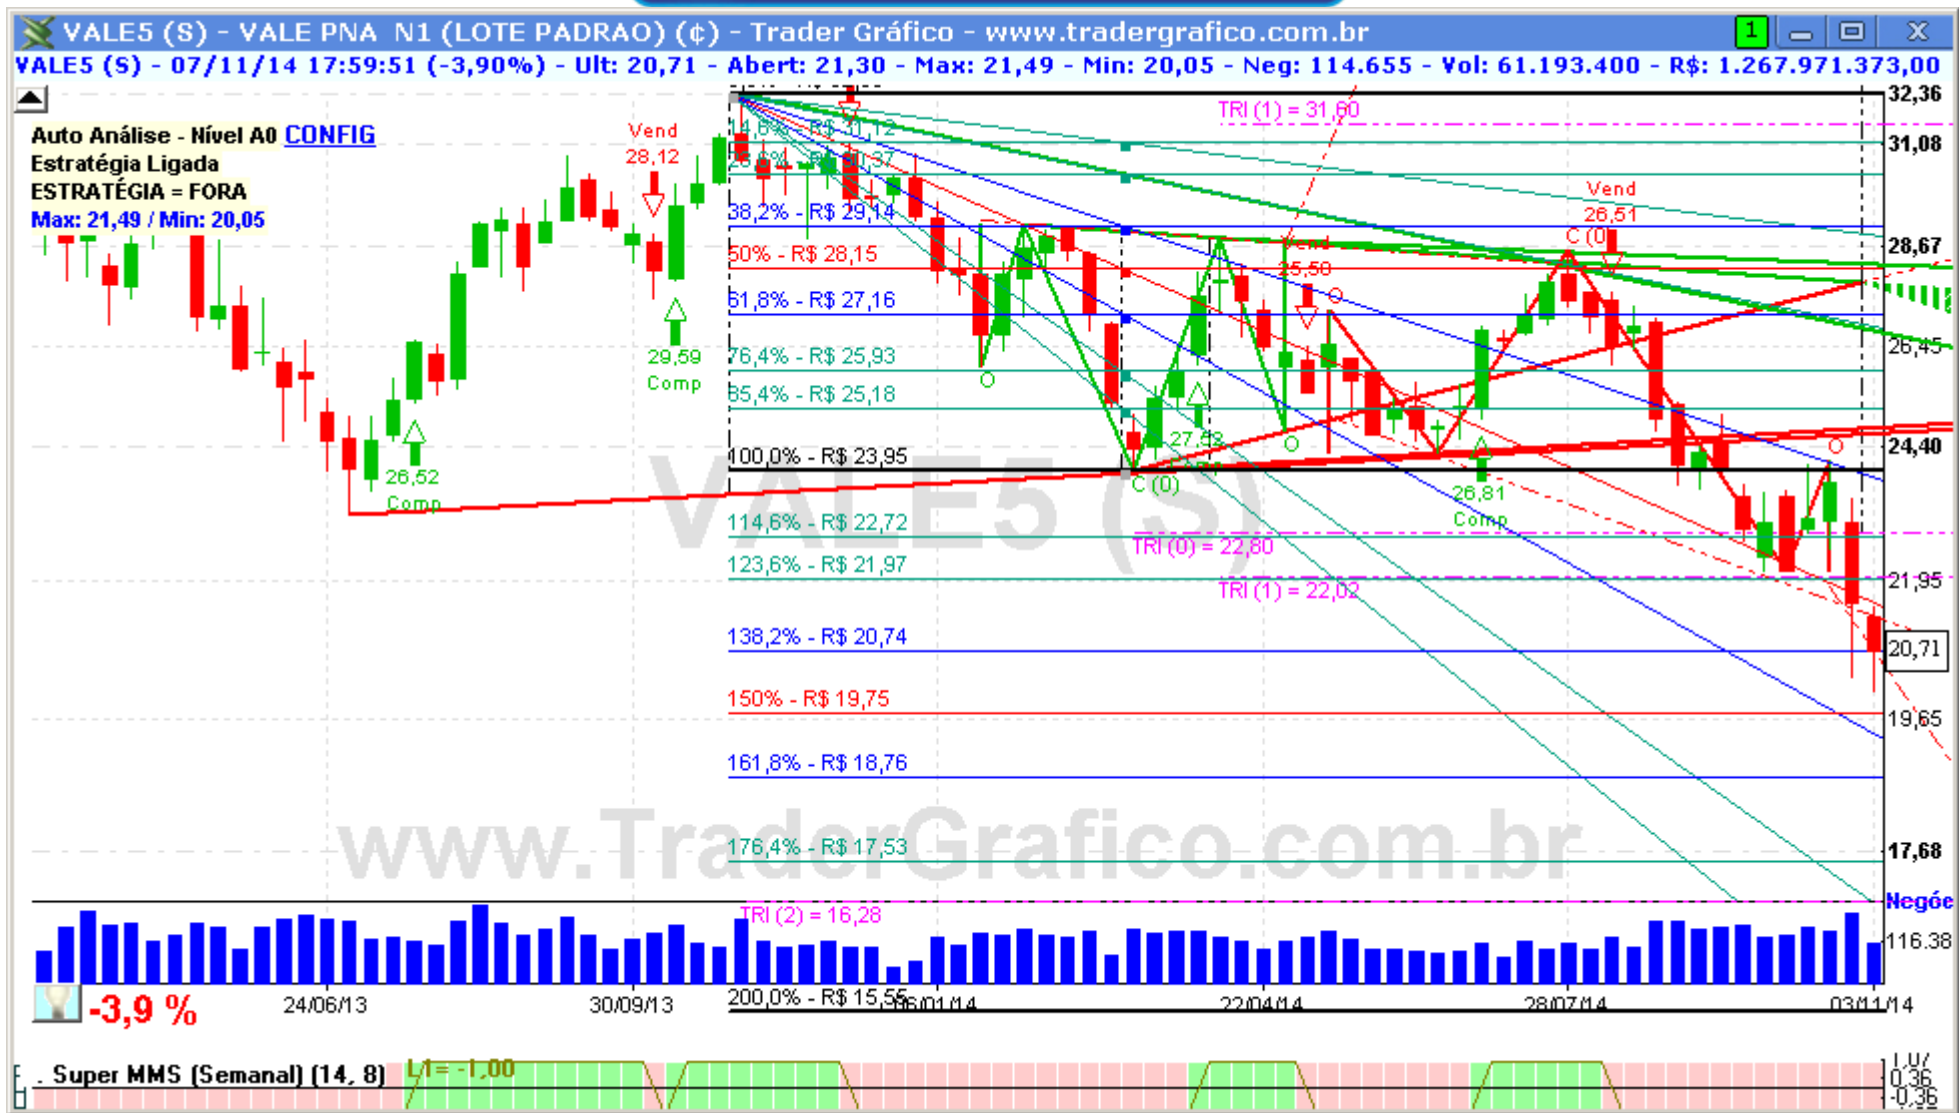 VALE5 (S) - VALE PNA N1 (LOTE PADRAO) (¢) - Trader Gráfico - www.tradergrafico.com.br
1
VALE5 (S) - 07/11/14 17:59:51 (-3,90%) - Ult: 20,71 - Abert: 21,30 - Max: 21,49 - Min: 20,05 - Neg: 114.655 - Vol: 61.193.400 - R$: 1.267.971.373,00
Auto Análise - Nível A0 CONFIG
Estratégia Ligada
ESTRATÉGIA = FORA
Max: 21,49 / Min: 20,05
Vend
28,12
29,59
Comp
26,52
Comp
14,6% - R$ 31,12
38,2% - R$ 29,14
50% - R$ 28,15
61,8% - R$ 27,16
76,4% - R$ 25,93
85,4% - R$ 25,18
100,0% - R$ 23,95
114,6% - R$ 22,72
123,6% - R$ 21,97
138,2% - R$ 20,74
150% - R$ 19,75
161,8% - R$ 18,76
176,4% - R$ 17,53
200,0% - R$ 15,55
TRI (1) = 31,60
Vend
25,50
Vend
26,51
C (0)
O
O
O
O
C (0)
26,81
Comp
TRI (0) = 22,80
TRI (1) = 22,02
TRI (2) = 16,28
VALE5 (S)
www.TraderGrafico.com.br
32,36
31,08
28,67
26,45
24,40
21,95
20,71
19,65
17,68
116.38
-3,9 %
24/06/13
30/09/13
22/04/14
28/07/14
03/11/14
. Super MMS (Semanal) (14, 8)
L1= -1,00
1,07
0,36
-0,36